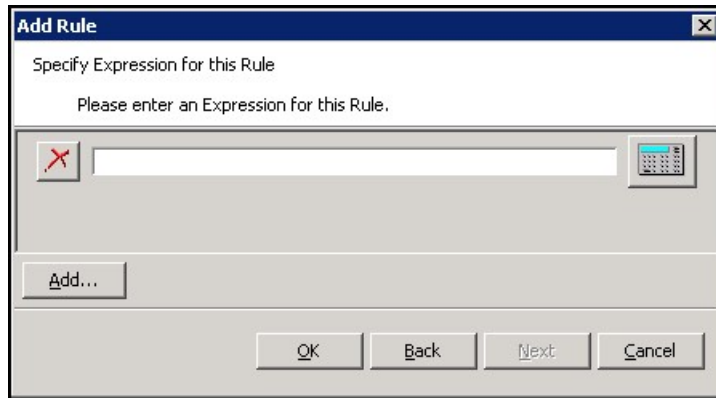 Add Rule
Specify Expression for this Rule
Please enter an Expression for this Rule.
Add...
OK Back Next Cancel